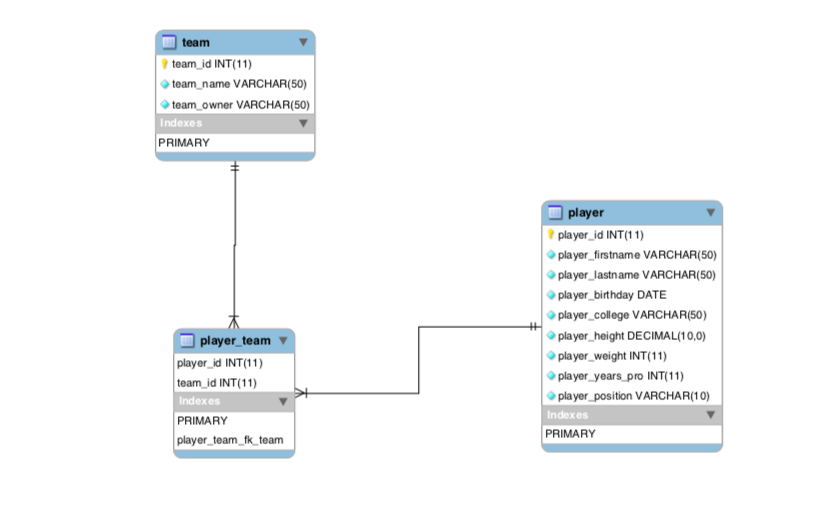 team
team_id INT(11)
team_name VARCHAR(50)
team_owner VARCHAR(50)
Indexes
PRIMARY
player
player_id INT(11)
player_firstname VARCHAR(50)
player_lastname VARCHAR(50)
player_birthday DATE
player_college VARCHAR(50)
player_height DECIMAL(10,0)
player_weight INT(11)
player_years_pro INT(11)
player_position VARCHAR(10)
Indexes
PRIMARY
player_team
player_id INT(11)
team_id INT(11)
Indexes
PRIMARY
player_team_fk_team